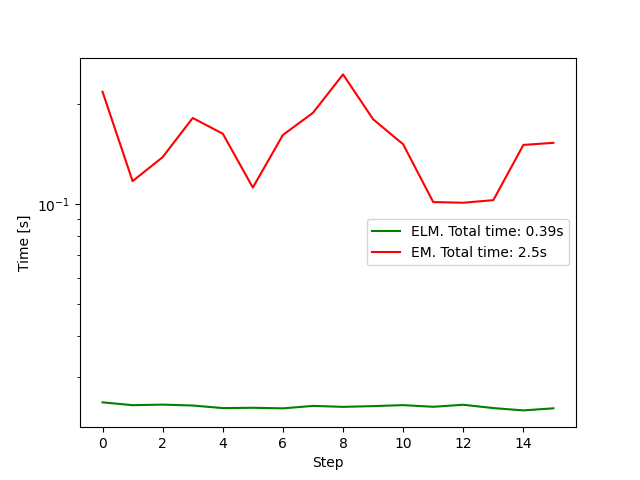 10⁻¹
Time [s]
ELM. Total time: 0.39s
EM. Total time: 2.5s
0 2 4 6 8 10 12 14
Step